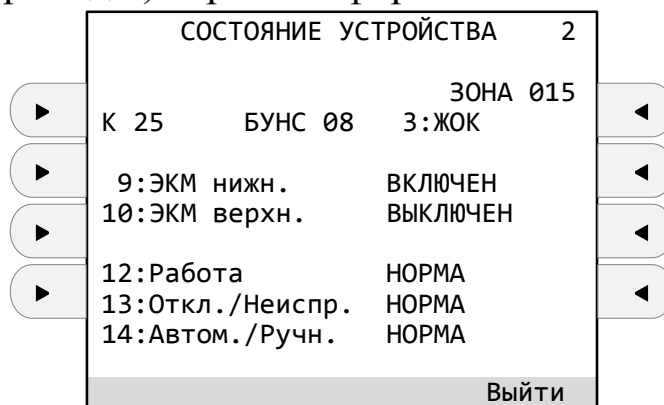 СОСТОЯНИЕ УСТРОЙСТВА 2
ЗОНА 015
К 25 БУНС 08 3:ЖОК
9:ЭКМ нижн. ВКЛЮЧЕН
10:ЭКМ верхн. ВЫКЛЮЧЕН
12:Работа НОРМА
13:Откл./Неиспр. НОРМА
14:Автом./Ручн. НОРМА
Выйти